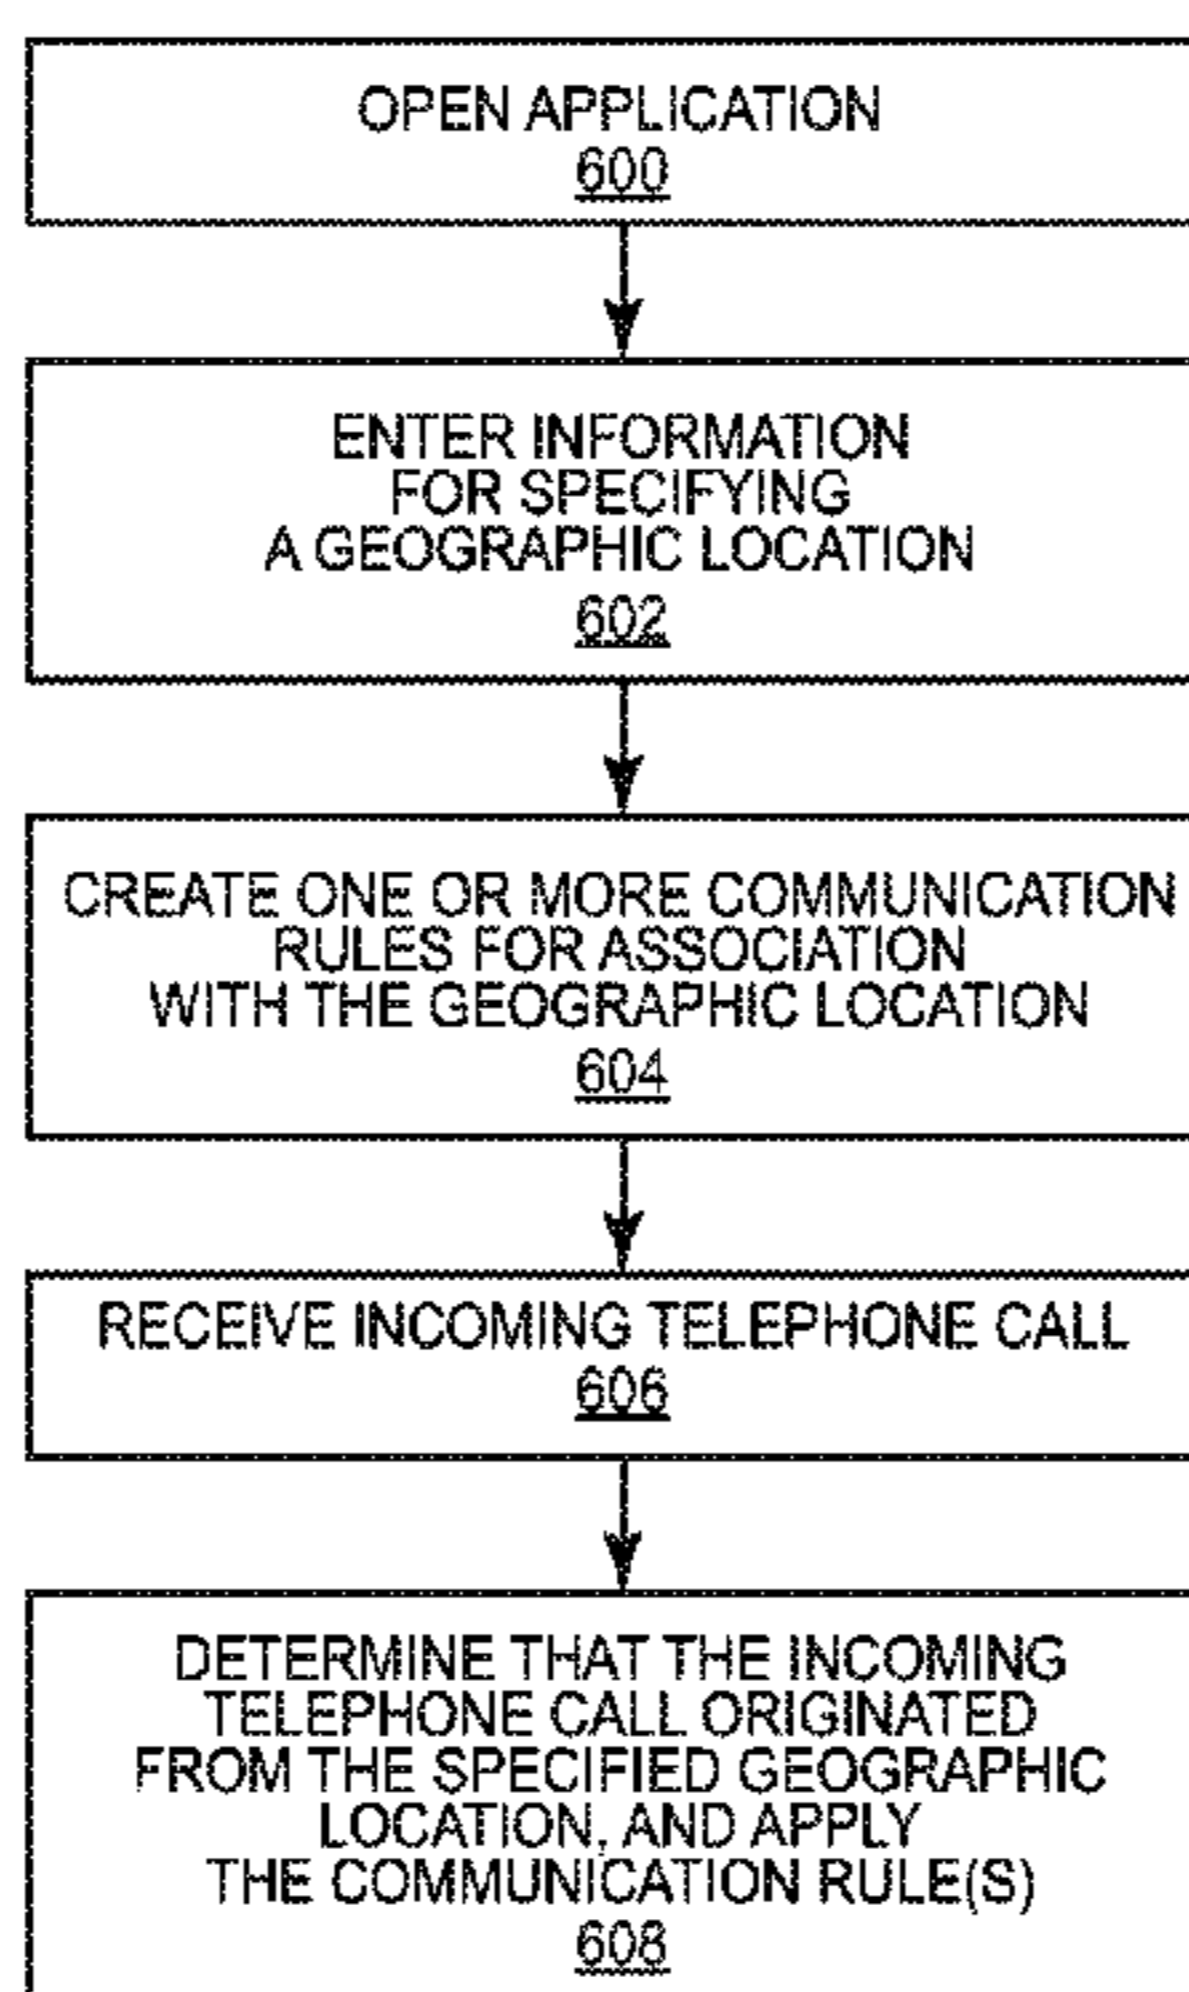 OPEN APPLICATION
600
ENTER INFORMATION
FOR SPECIFYING
A GEOGRAPHIC LOCATION
602
CREATE ONE OR MORE COMMUNICATION
RULES FOR ASSOCIATION
WITH THE GEOGRAPHIC LOCATION
604
RECEIVE INCOMING TELEPHONE CALL
606
DETERMINE THAT THE INCOMING
TELEPHONE CALL ORIGINATED
FROM THE SPECIFIED GEOGRAPHIC
LOCATION, AND APPLY
THE COMMUNICATION RULE(S)
608